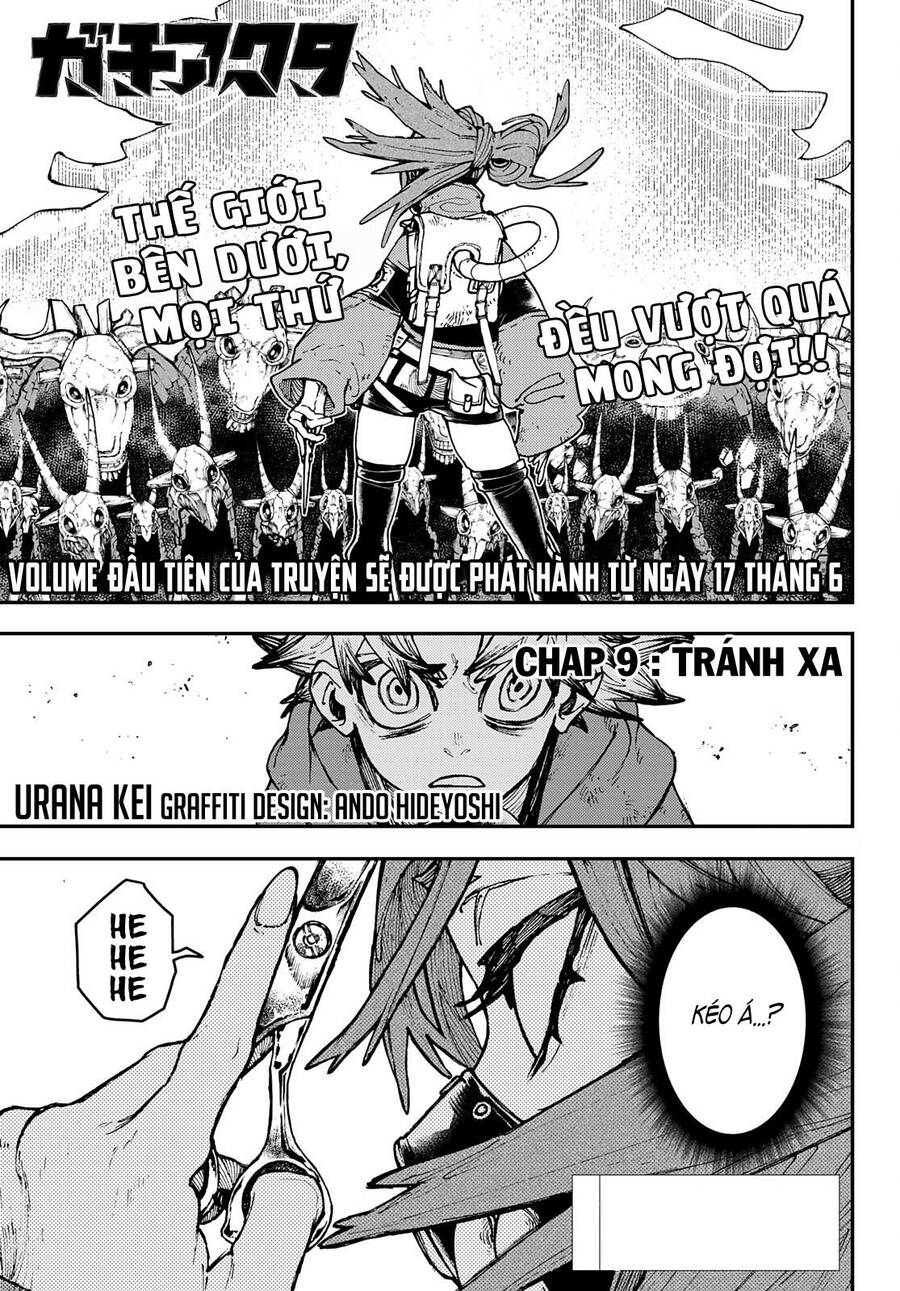 ガチアクタ
THẾ GIỚI
BÊN DƯỚI,
MỌI THỨ
ĐỀU VƯỢT QUÁ
MONG ĐỢI!!
VOLUME ĐẦU TIÊN CỦA TRUYỆN SẼ ĐƯỢC PHÁT HÀNH TỪ NGÀY 17 THÁNG 6
CHAP 9 : TRÁNH XA
URANA KEI GRAFFITI DESIGN: ANDO HIDEYOSHI
HE
HE
HE
KÉO Á...?